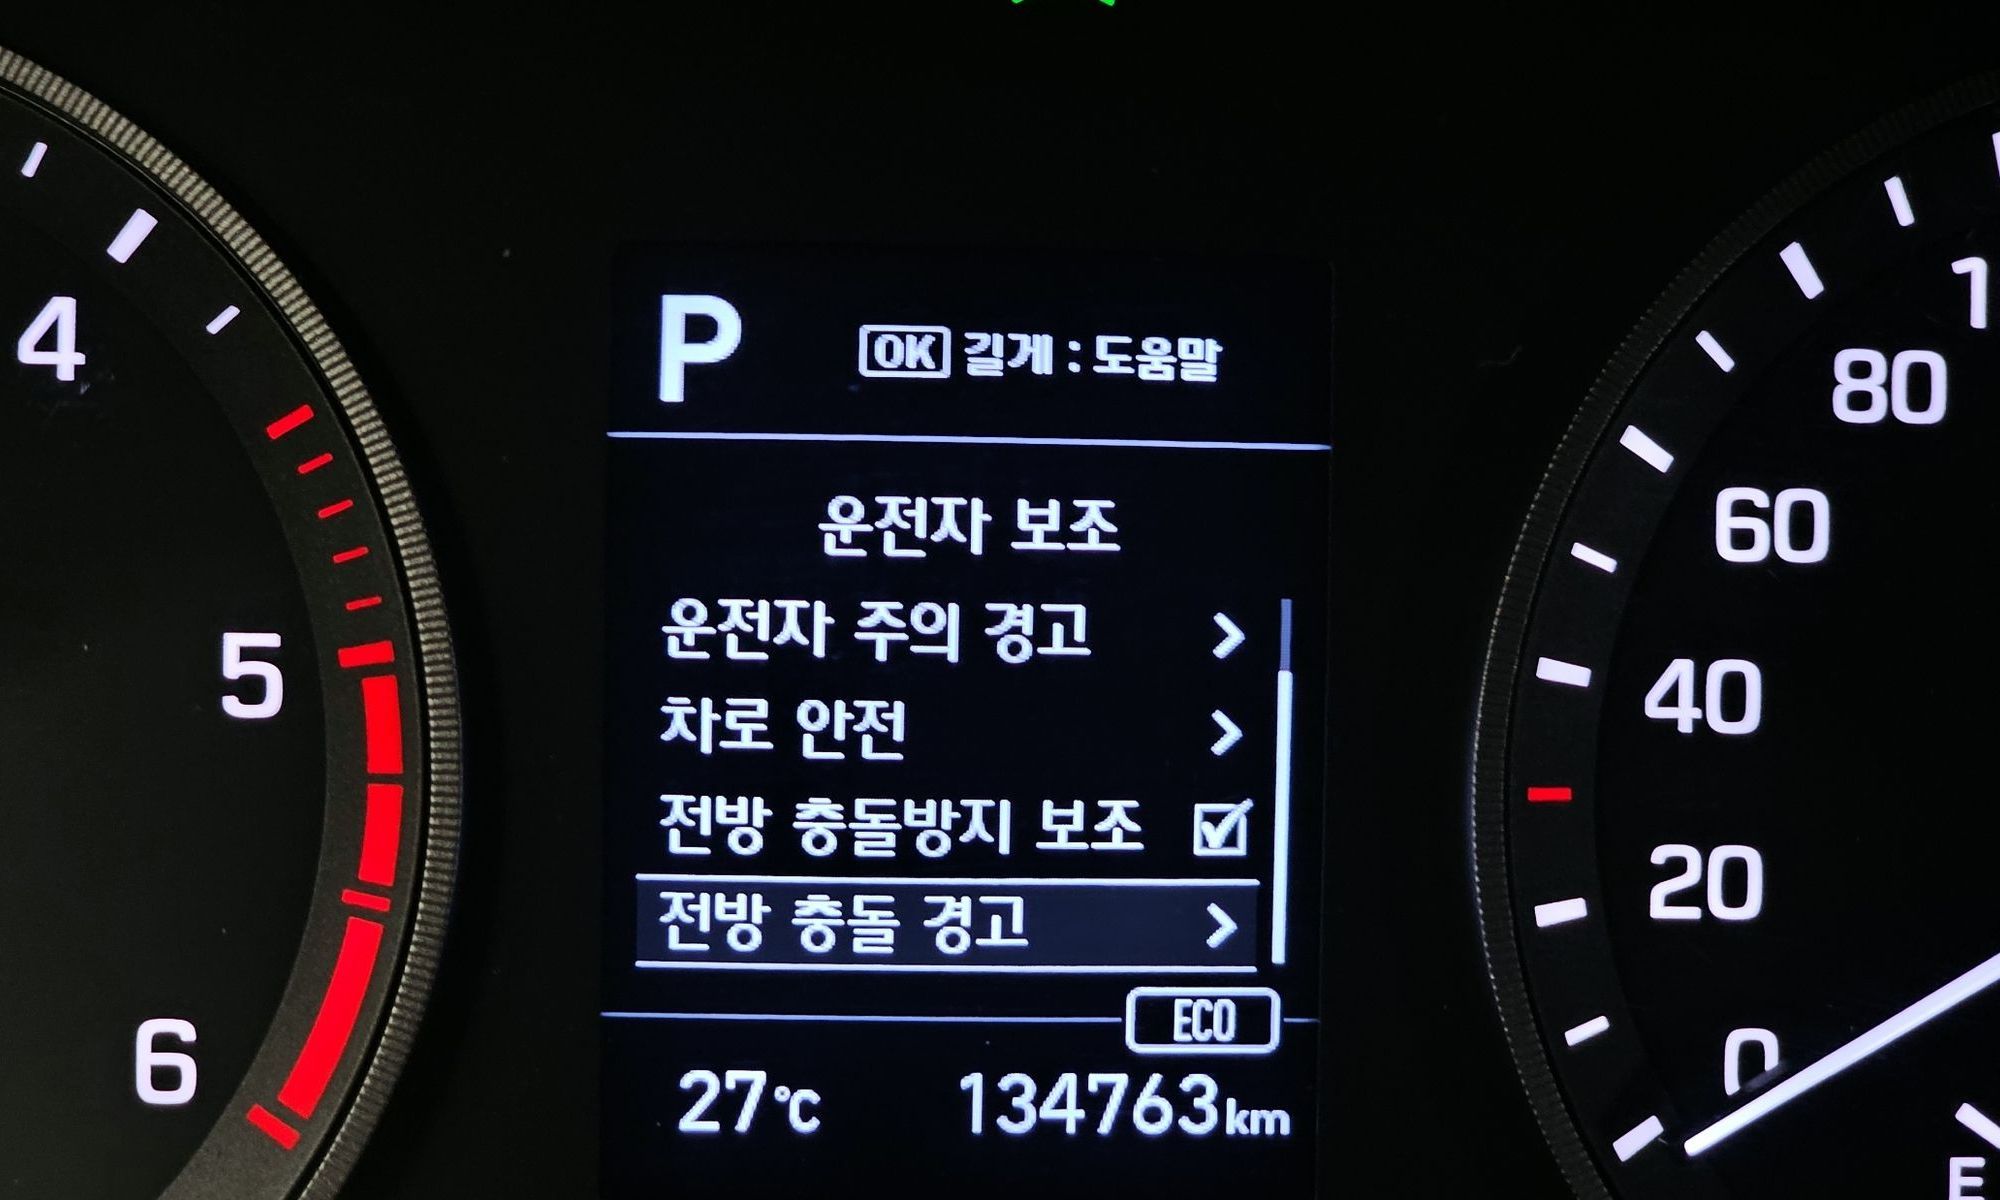 P
OK 길게 : 도움말
운전자 보조
운전자 주의 경고
차로 안전
전방 충돌방지 보조
전방 충돌 경고
ECO
27°C 134763km
4
5
6
80
60
40
20
0
E